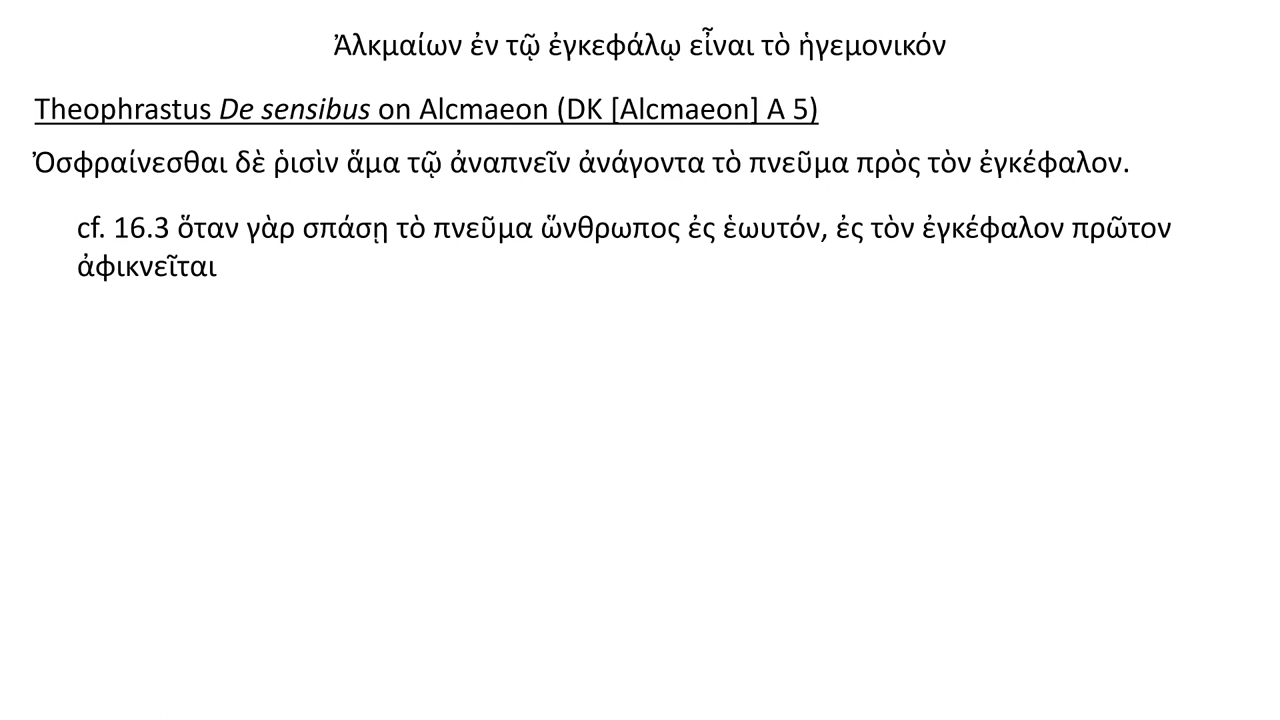 Ἀλκμαίων ἐν τῷ ἐγκεφάλῳ εἶναι τὸ ἡγεμονικόν
Theophrastus De sensibus on Alcmaeon (DK [Alcmaeon] A 5)
Ὀσφραίνεσθαι δὲ ῥισὶν ἅμα τῷ ἀναπνεῖν ἀνάγοντα τὸ πνεῦμα πρὸς τὸν ἐγκέφαλον.
cf. 16.3 ὅταν γὰρ σπάσῃ τὸ πνεῦμα ὥνθρωπος ἐς ἑωυτόν, ἐς τὸν ἐγκέφαλον πρῶτον
ἀφικνεῖται